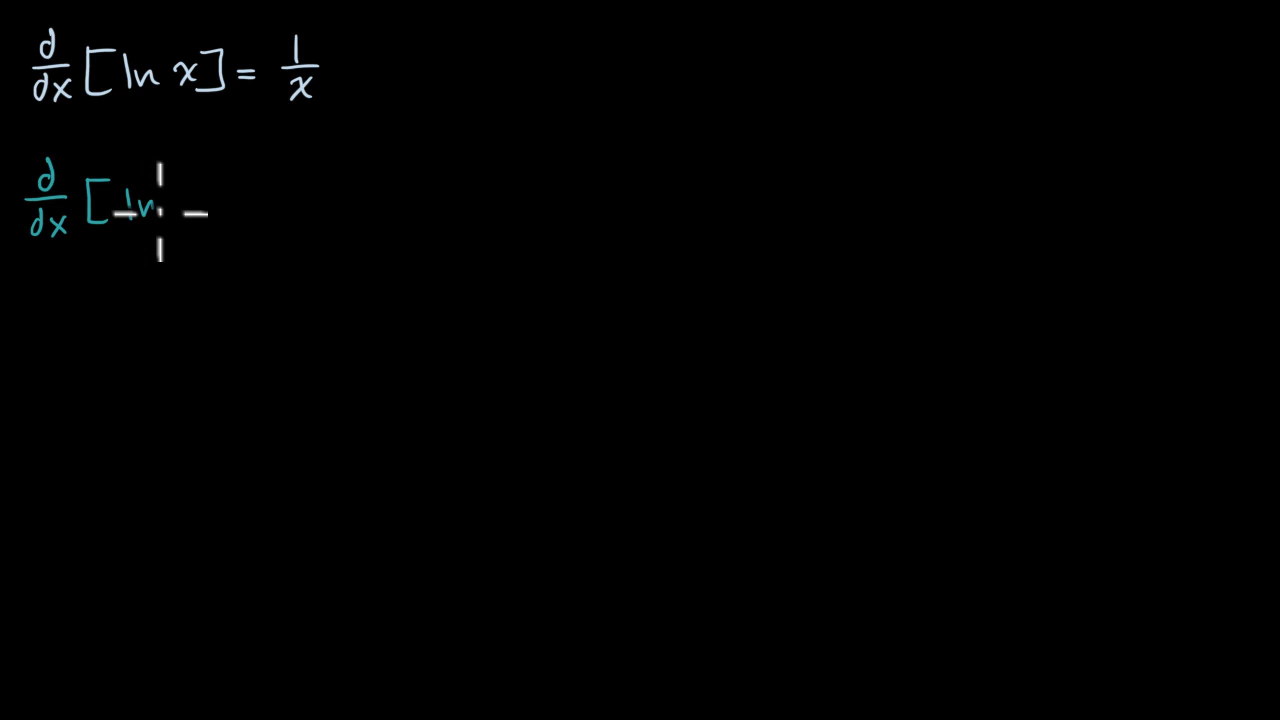 d/dx [ln x] = 1/x
d/dx [ln